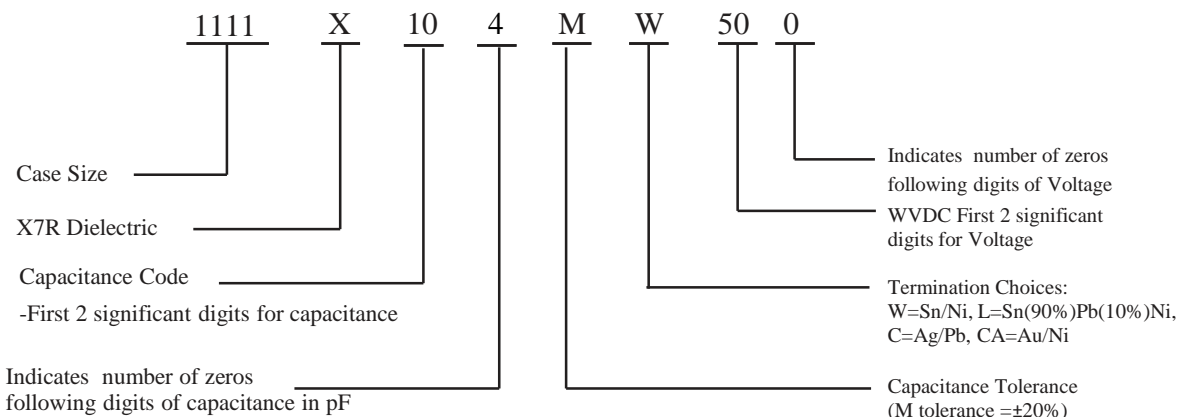 1111 X 10 4 M W 50 0
Case Size
X7R Dielectric
Capacitance Code
-First 2 significant digits for capacitance
Indicates number of zeros
following digits of capacitance in pF
Indicates number of zeros
following digits of Voltage
WVDC First 2 significant
digits for Voltage
Termination Choices:
W=Sn/Ni, L=Sn(90%)Pb(10%)Ni,
C=Ag/Pb, CA=Au/Ni
Capacitance Tolerance
(M tolerance =±20%)